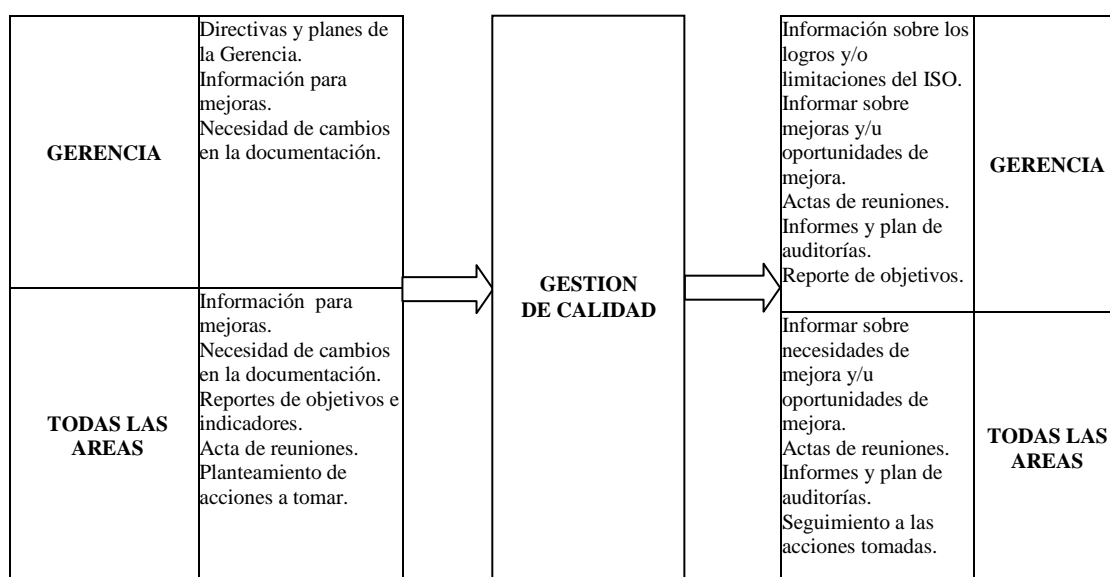 GERENCIA
Directivas y planes de
la Gerencia.
Información para
mejoras.
Necesidad de cambios
en la documentación.
TODAS LAS
AREAS
Información  para
mejoras.
Necesidad de cambios
en la documentación.
Reportes de objetivos e
indicadores.
Acta de reuniones.
Planteamiento de
acciones a tomar.
GESTION
DE CALIDAD
Información sobre los
logros y/o
limitaciones del ISO.
Informar sobre
mejoras y/u
oportunidades de
mejora.
Actas de reuniones.
Informes y plan de
auditorías.
Reporte de objetivos.
GERENCIA
Informar sobre
necesidades de
mejora y/u
oportunidades de
mejora.
Actas de reuniones.
Informes y plan de
auditorías.
Seguimiento a las
acciones tomadas.
TODAS LAS
AREAS